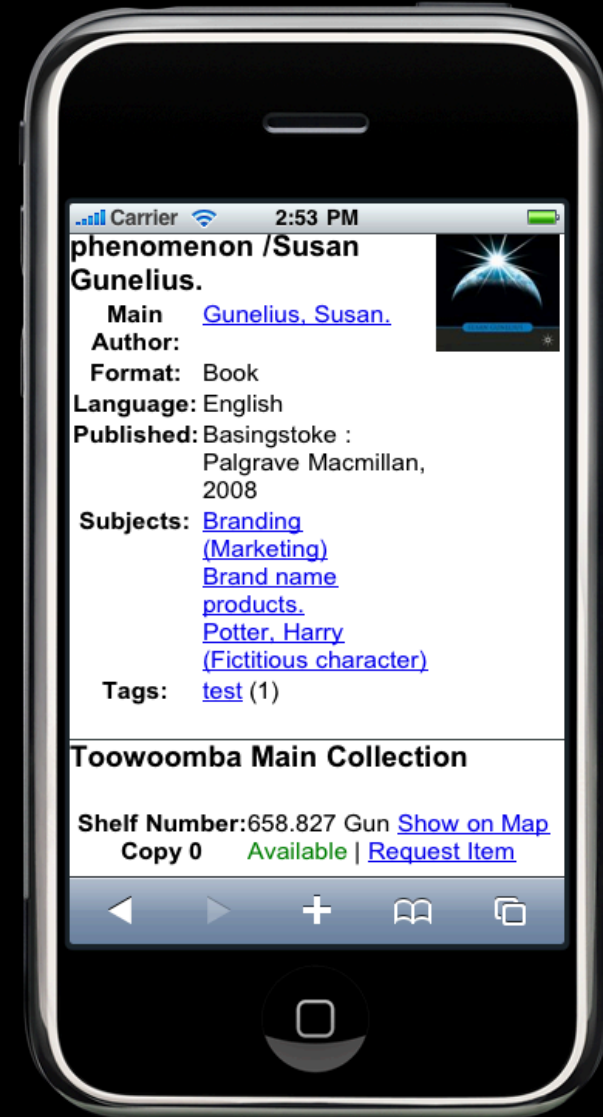 Carrier 2:53 PM
phenomenon /Susan
Gunelius.
SUSAN GUNELIUS
Main Author: Gunelius, Susan.
Format: Book
Language: English
Published: Basingstoke :
Palgrave Macmillan,
2008
Subjects: Branding
(Marketing)
Brand name
products.
Potter, Harry
(Fictitious character)
Tags: test (1)
Toowoomba Main Collection
Shelf Number: 658.827 Gun Show on Map
Copy 0 Available | Request Item